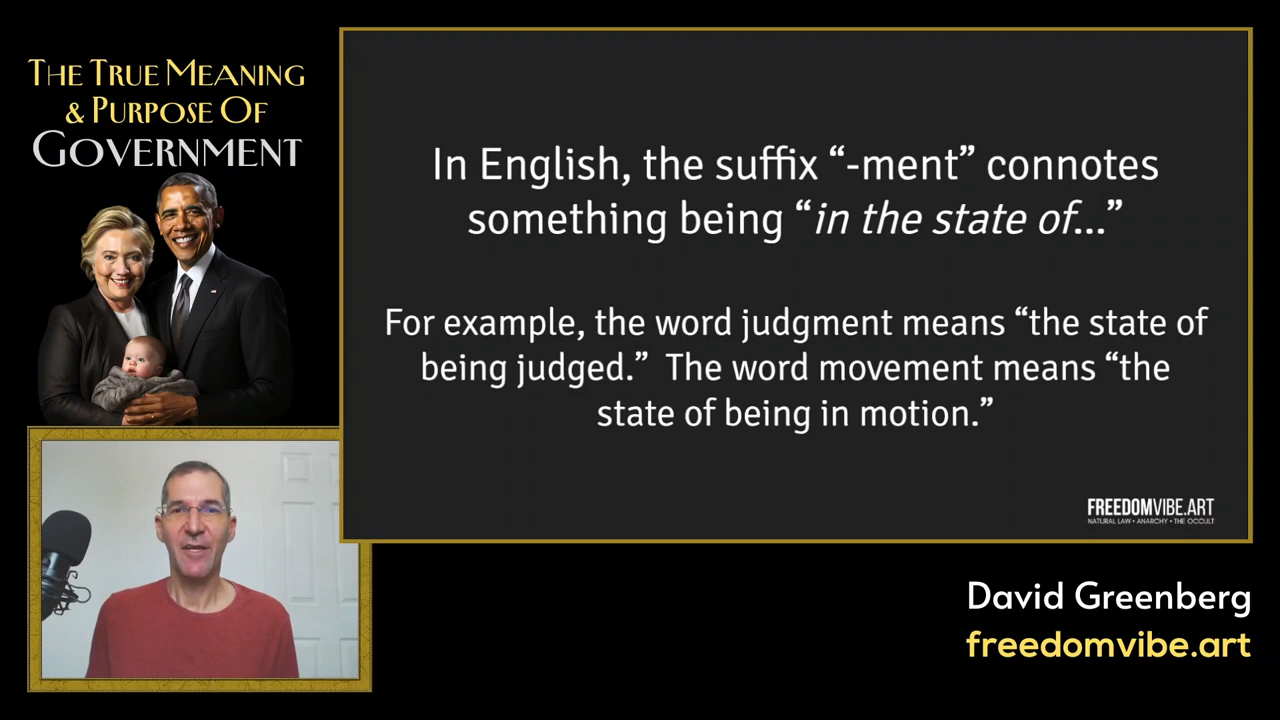 THE TRUE MEANING
& PURPOSE OF
GOVERNMENT
In English, the suffix “-ment” connotes
something being “in the state of...”
For example, the word judgment means “the state of
being judged.” The word movement means “the
state of being in motion.”
FREEDOMVIBE.ART
NATURAL LAW • ANARCHY • THE OCCULT
David Greenberg
freedomvibe.art